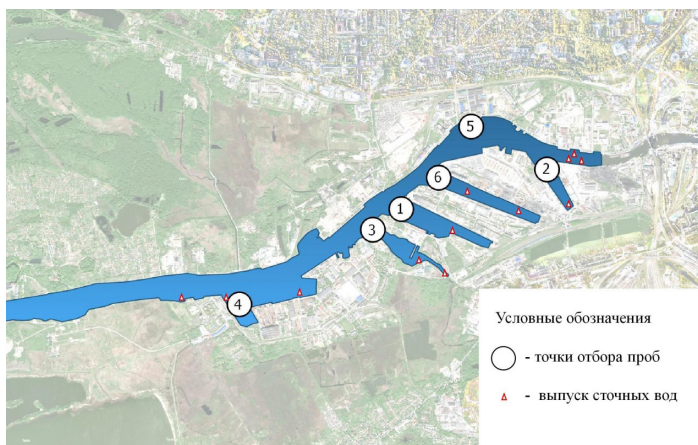 5
2
6
1
3
4
Условные обозначения
- точки отбора проб
- выпуск сточных вод